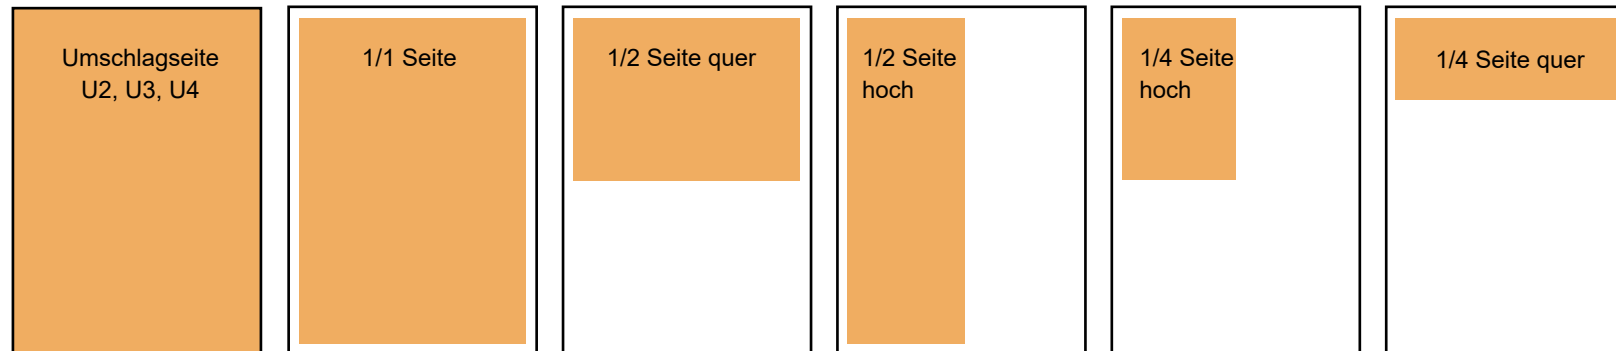 Umschlagseite
U2, U3, U4
1/1 Seite
1/2 Seite quer
1/2 Seite
hoch
1/4 Seite
hoch
1/4 Seite quer